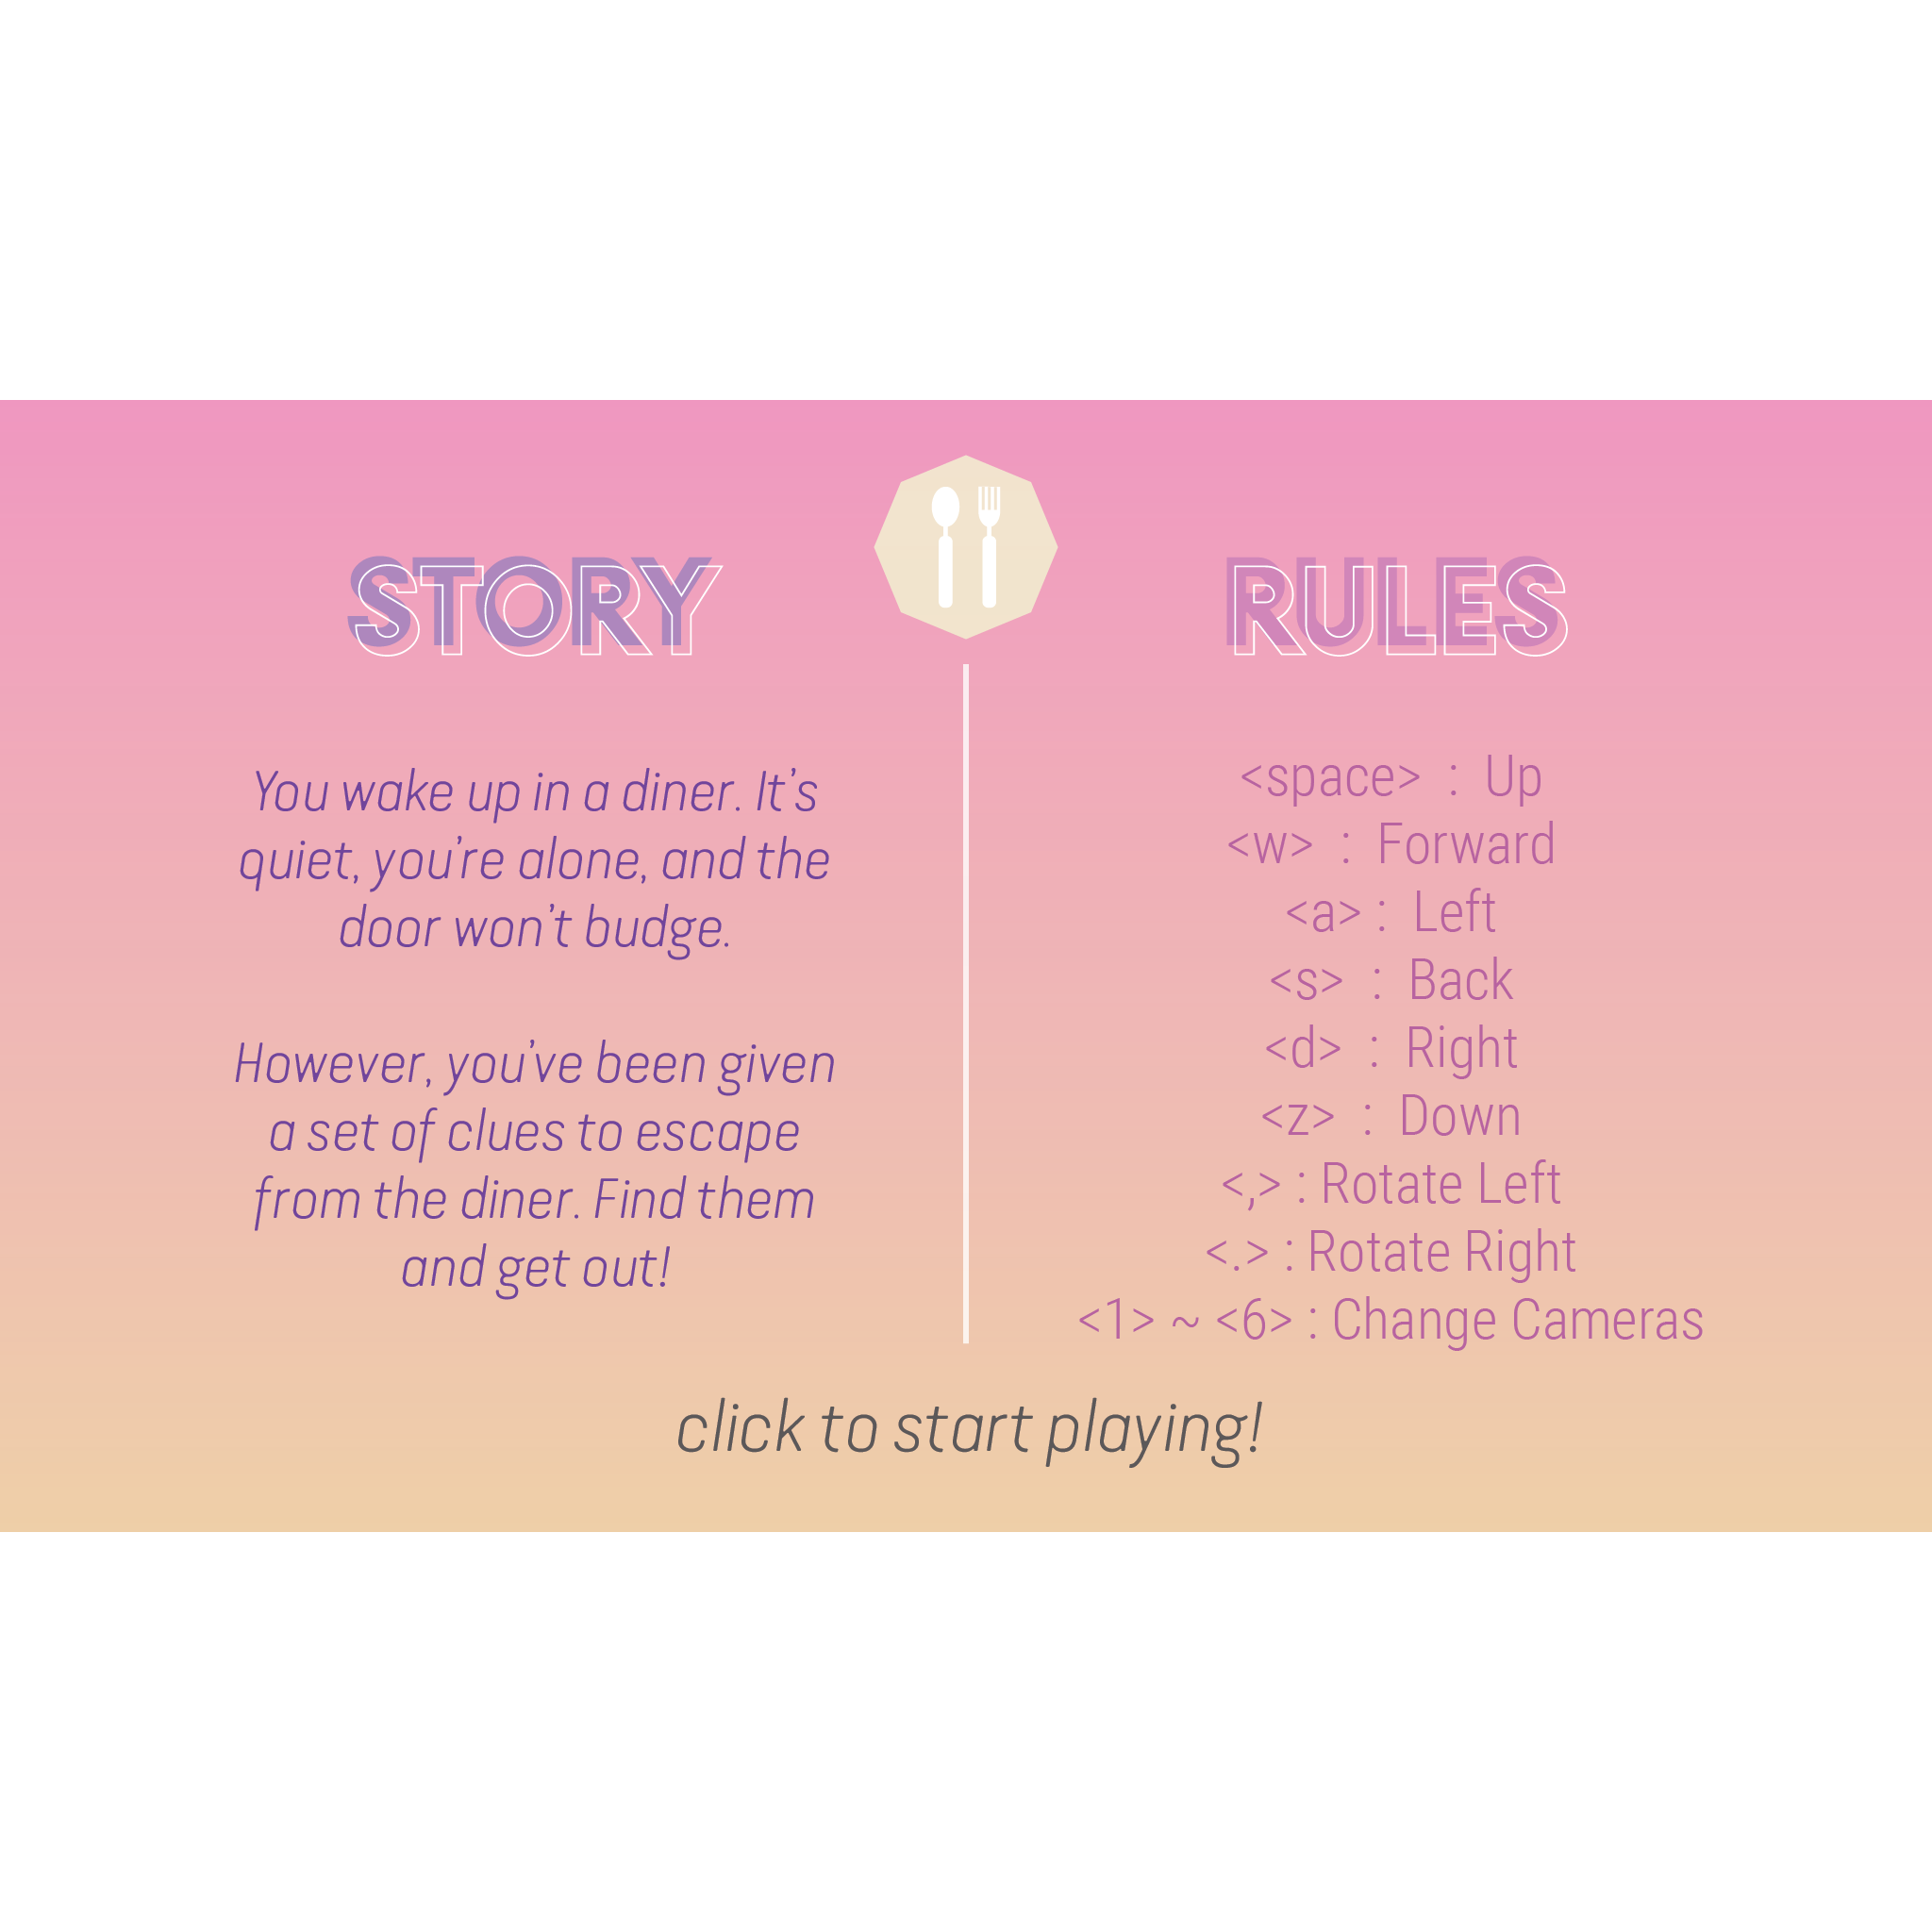 STORY
You wake up in a diner. It’s
quiet, you’re alone, and the
door won’t budge.
However, you’ve been given
a set of clues to escape
from the diner. Find them
and get out!
RULES
<space> : Up
<w> : Forward
<a> : Left
<s> : Back
<d> : Right
<z> : Down
<,> : Rotate Left
<.> : Rotate Right
<1> ~ <6> : Change Cameras
click to start playing!